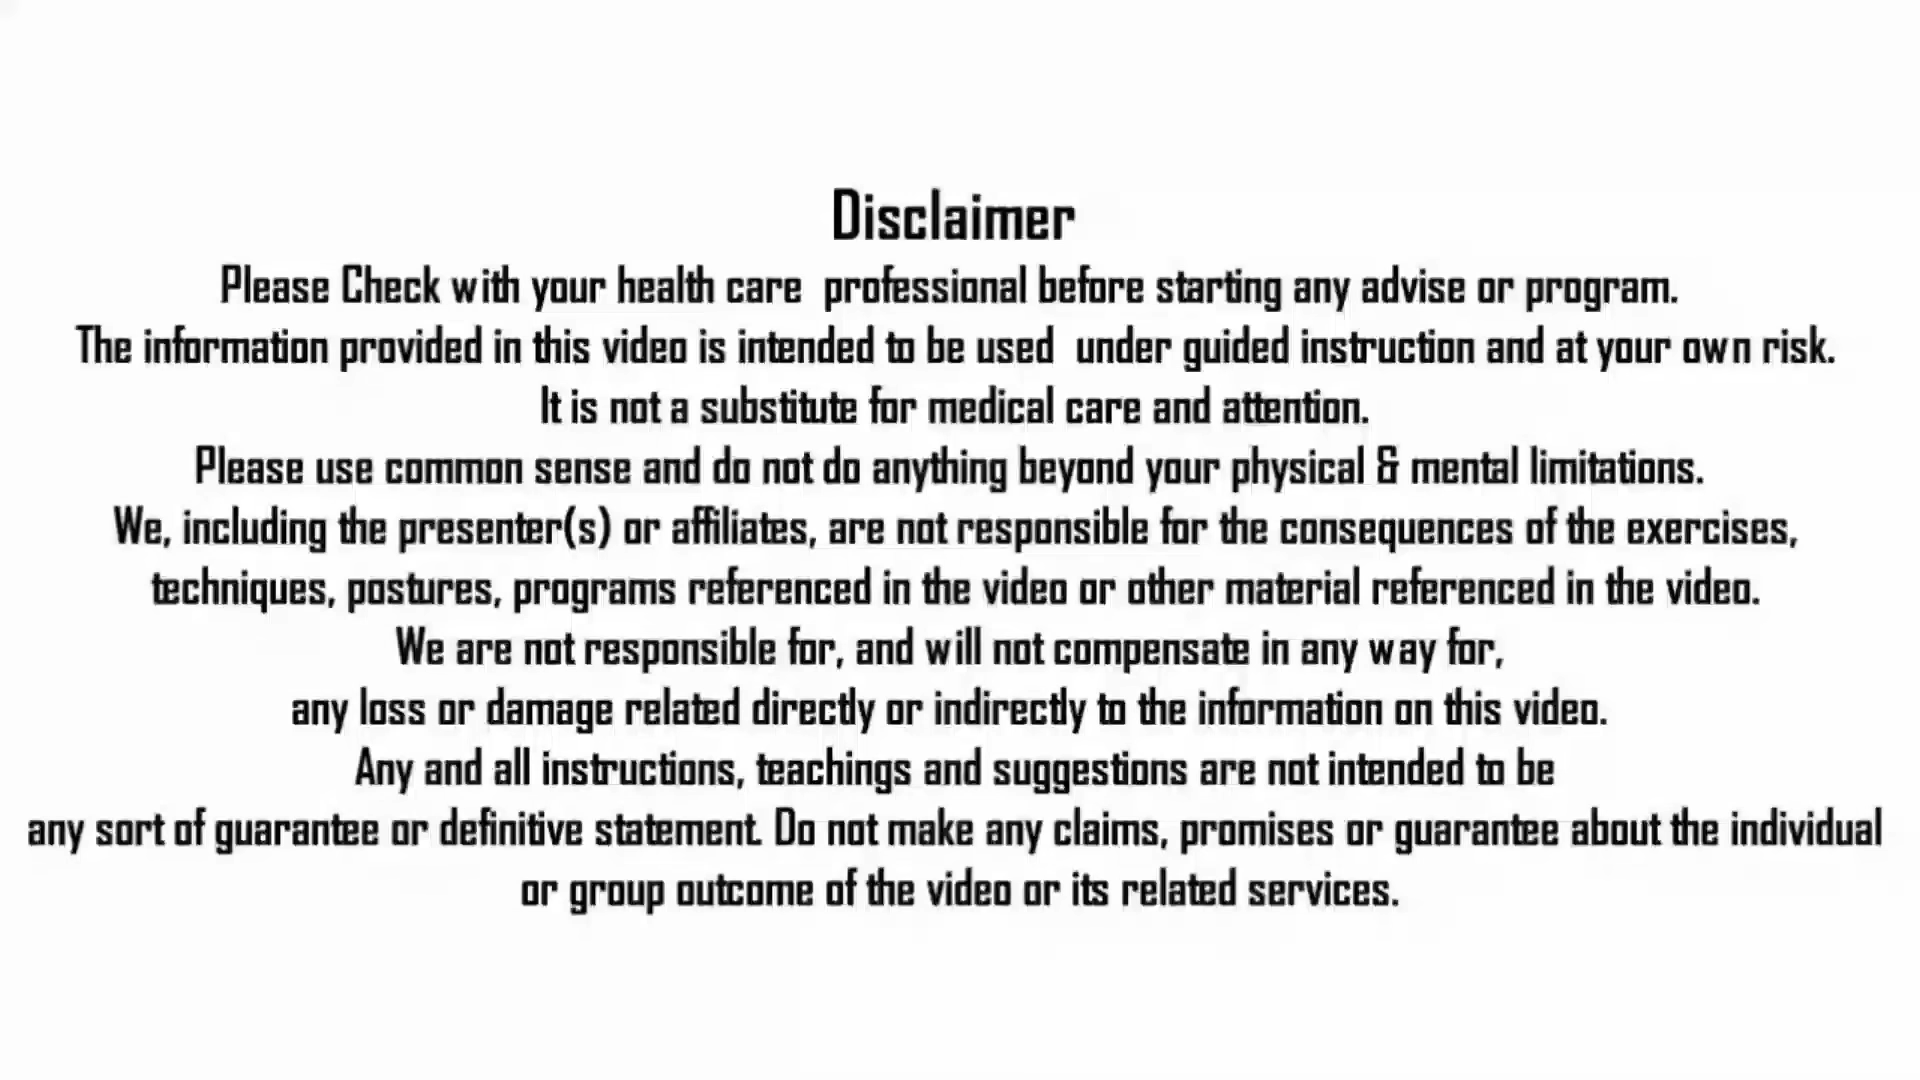 Disclaimer
Please Check with your health care professional before starting any advise or program.
The information provided in this video is intended to be used under guided instruction and at your own risk.
It is not a substitute for medical care and attention.
Please use common sense and do not do anything beyond your physical & mental limitations.
We, including the presenter(s) or affiliates, are not responsible for the consequences of the exercises,
techniques, postures, programs referenced in the video or other material referenced in the video.
We are not responsible for, and will not compensate in any way for,
any loss or damage related directly or indirectly to the information on this video.
Any and all instructions, teachings and suggestions are not intended to be
any sort of guarantee or definitive statement. Do not make any claims, promises or guarantee about the individual
or group outcome of the video or its related services.